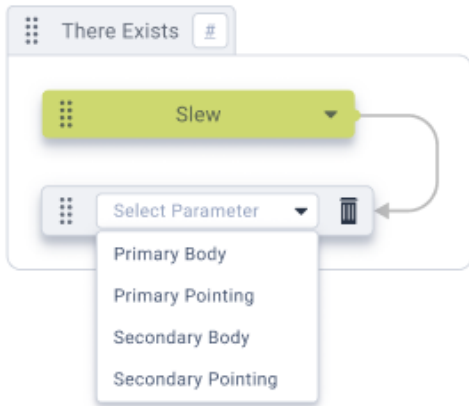 There Exists #
Slew
Select Parameter
Primary Body
Primary Pointing
Secondary Body
Secondary Pointing